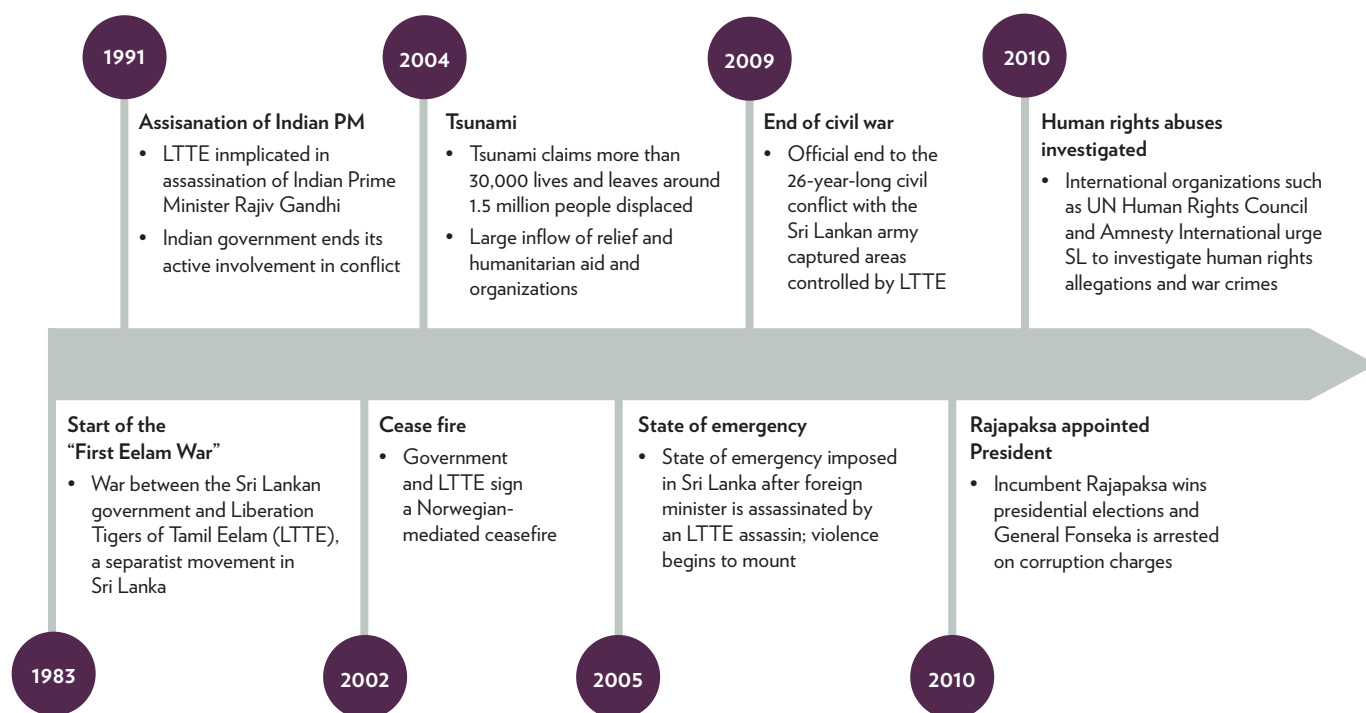 1991
Assisanation of Indian PM
• LTTE inmplicated in
assassination of Indian Prime
Minister Rajiv Gandhi
• Indian government ends its
active involvement in conflict
2004
Tsunami
• Tsunami claims more than
30,000 lives and leaves around
1.5 million people displaced
• Large inflow of relief and
humanitarian aid and
organizations
2009
End of civil war
• Official end to the
26-year-long civil
conflict with the
Sri Lankan army
captured areas
controlled by LTTE
2010
Human rights abuses
investigated
• International organizations such
as UN Human Rights Council
and Amnesty International urge
SL to investigate human rights
allegations and war crimes
Start of the
“First Eelam War”
• War between the Sri Lankan
government and Liberation
Tigers of Tamil Eelam (LTTE),
a separatist movement in
Sri Lanka
1983
Cease fire
• Government
and LTTE sign
a Norwegian-
mediated ceasefire
2002
State of emergency
• State of emergency imposed
in Sri Lanka after foreign
minister is assassinated by
an LTTE assassin; violence
begins to mount
2005
Rajapaksa appointed
President
• Incumbent Rajapaksa wins
presidential elections and
General Fonseka is arrested
on corruption charges
2010